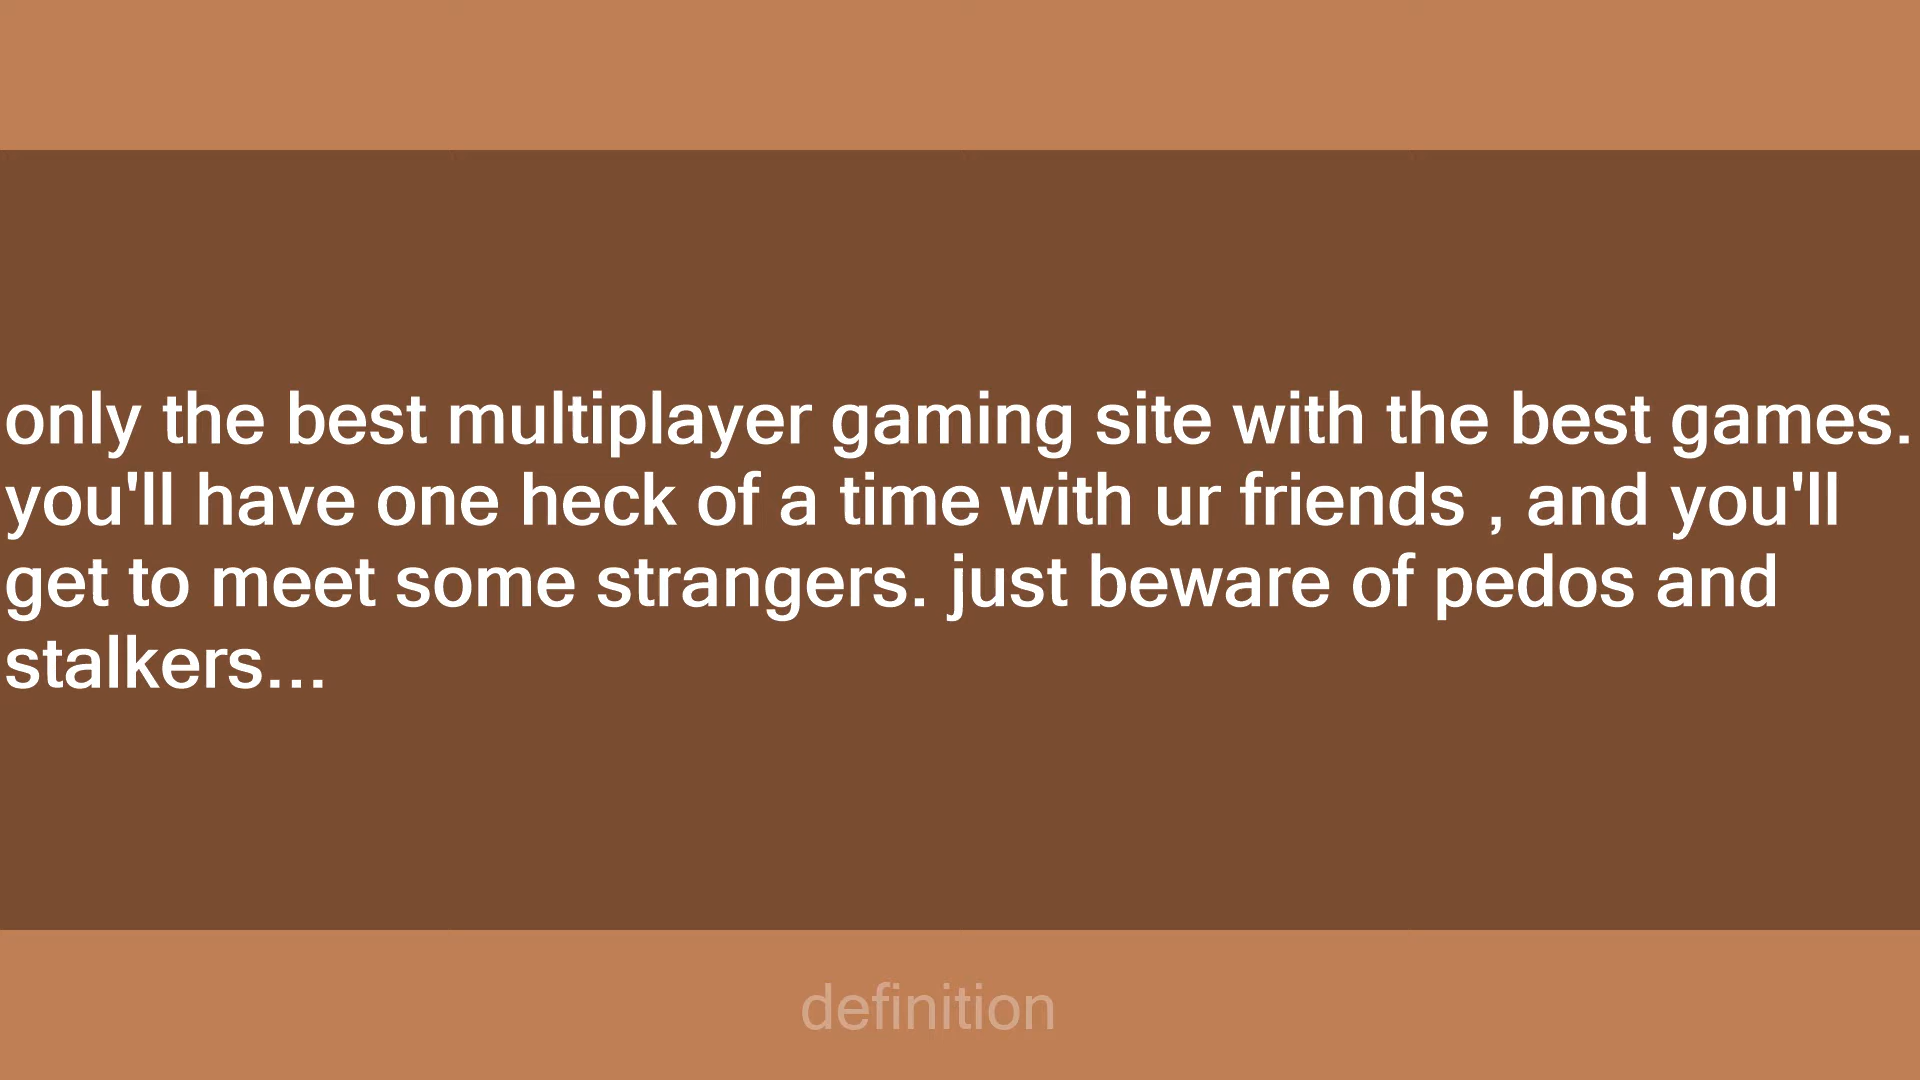 only the best multiplayer gaming site with the best games.
you'll have one heck of a time with ur friends , and you'll
get to meet some strangers. just beware of pedos and
stalkers...
definition